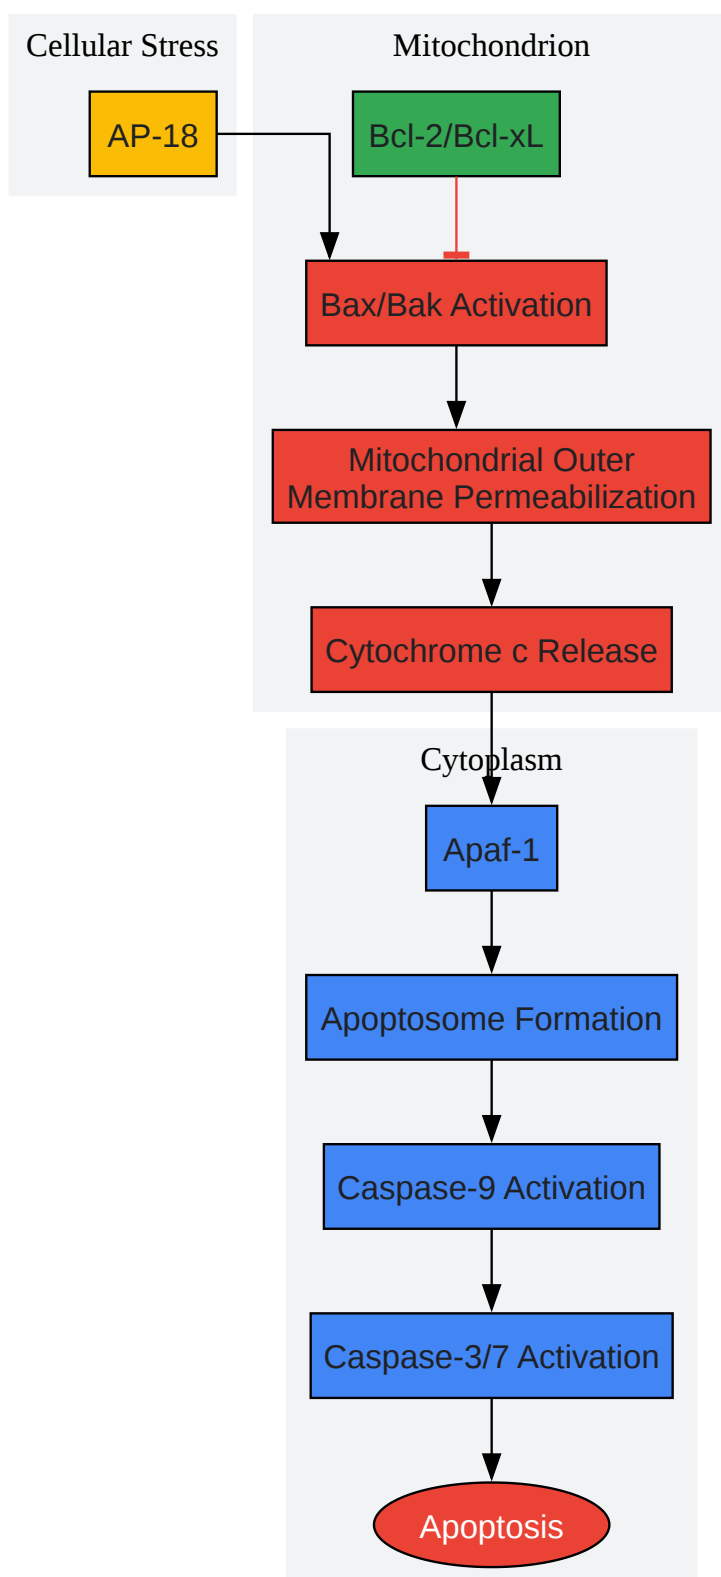 Cellular Stress
Mitochondrion
AP-18
Bcl-2/Bcl-xL
Bax/Bak Activation
Mitochondrial Outer
Membrane Permeabilization
Cytochrome c Release
Cytoplasm
Apaf-1
Apoptosome Formation
Caspase-9 Activation
Caspase-3/7 Activation
Apoptosis